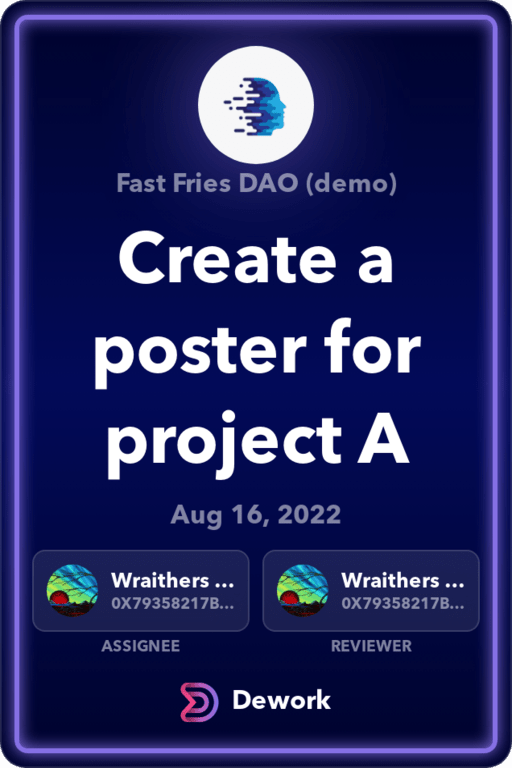 Fast Fries DAO (demo)
Create a
poster for
project A
Aug 16, 2022
Wraithers ...
0X79358217B...
ASSIGNEE
Wraithers ...
0X79358217B...
REVIEWER
Dework